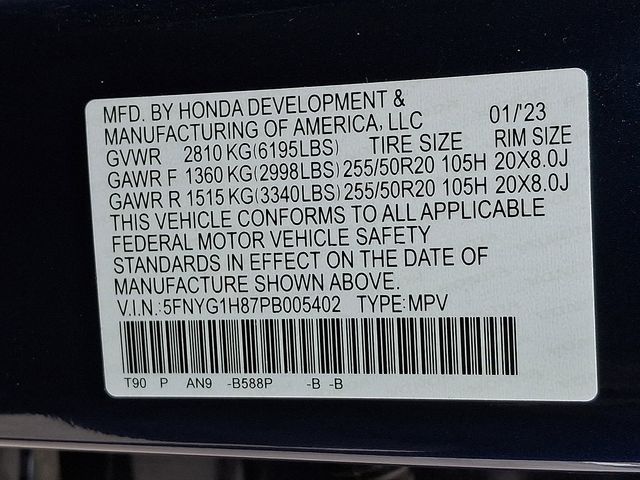 MFD. BY HONDA DEVELOPMENT &
MANUFACTURING OF AMERICA, LLC 01/'23
GVWR 2810 KG(6195LBS) TIRE SIZE RIM SIZE
GAWR F 1360 KG(2998LBS) 255/50R20 105H 20X8.0J
GAWR R 1515 KG(3340LBS) 255/50R20 105H 20X8.0J
THIS VEHICLE CONFORMS TO ALL APPLICABLE
FEDERAL MOTOR VEHICLE SAFETY
STANDARDS IN EFFECT ON THE DATE OF
MANUFACTURE SHOWN ABOVE.
V.I.N.:5FNYG1H87PB005402 TYPE:MPV
T90 P AN9 -B588P -B -B